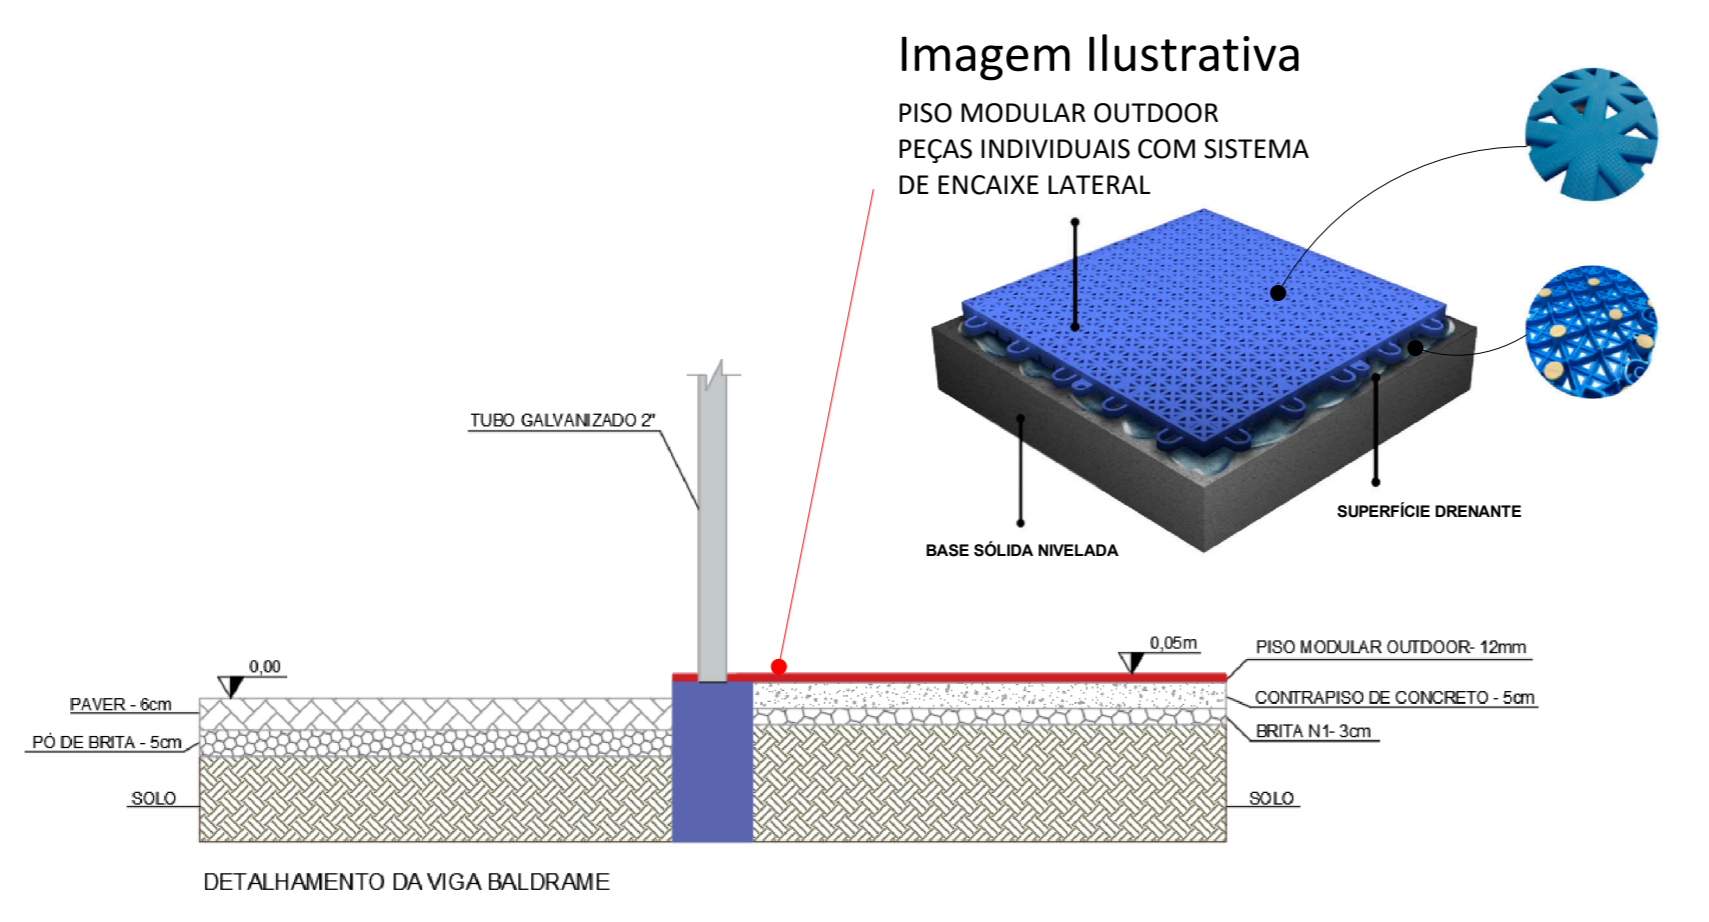 Imagem Ilustrativa
PISO MODULAR OUTDOOR
PEÇAS INDIVIDUAIS COM SISTEMA
DE ENCAIXE LATERAL
TUBO GALVANIZADO 2"
SUPERFÍCIE DRENANTE
BASE SÓLIDA NIVELADA
0,05m
PISO MODULAR OUTDOOR- 12mm
0,00
CONTRAPISO DE CONCRETO - 5cm
PAVER - 6cm
BRITA N1- 3cm
PÓ DE BRITA - 5cm
SOLO
SOLO
DETALHAMENTO DA VIGA BALDRAME